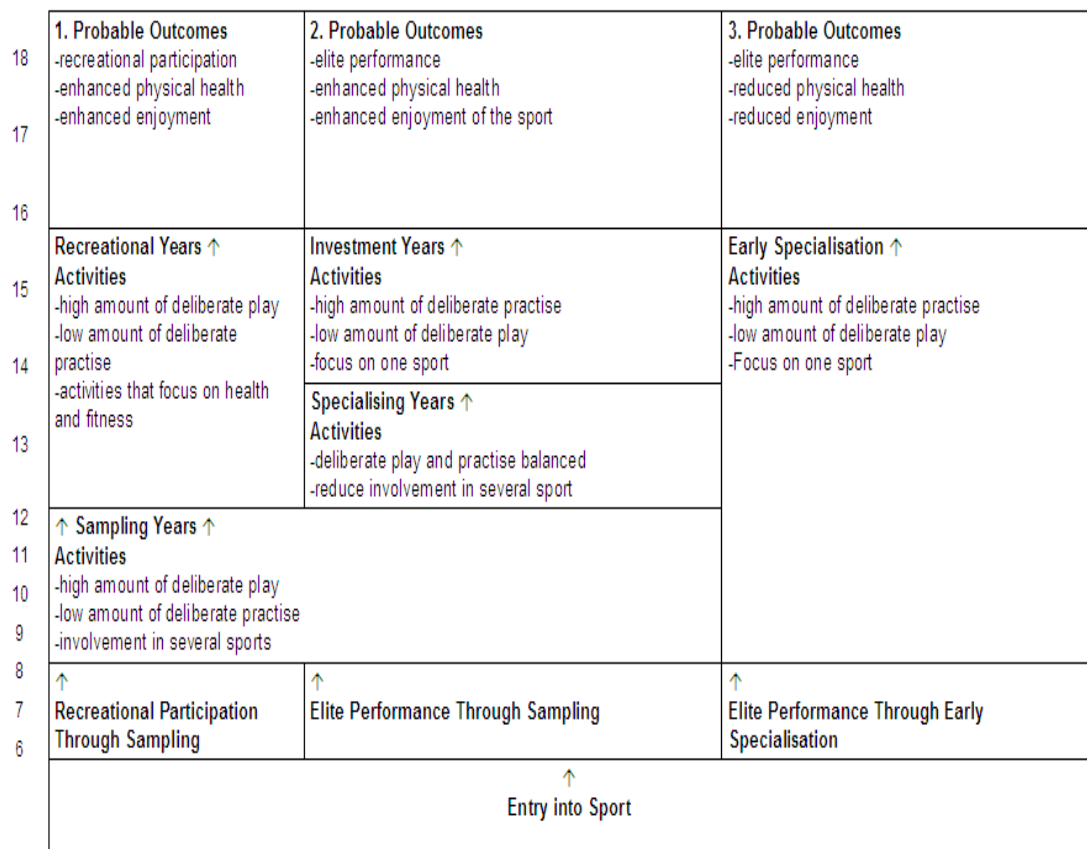 18
17
16
15
14
13
12
11
10
9
8
7
6
1. Probable Outcomes
-recreational participation
-enhanced physical health
-enhanced enjoyment
2. Probable Outcomes
-elite performance
-enhanced physical health
-enhanced enjoyment of the sport
3. Probable Outcomes
-elite performance
-reduced physical health
-reduced enjoyment
Recreational Years ↑
Activities
-high amount of deliberate play
-low amount of deliberate
practise
-activities that focus on health
and fitness
Investment Years ↑
Activities
-high amount of deliberate practise
-low amount of deliberate play
-focus on one sport
Specialising Years ↑
Activities
-deliberate play and practise balanced
-reduce involvement in several sport
Early Specialisation ↑
Activities
-high amount of deliberate practise
-low amount of deliberate play
-Focus on one sport
↑ Sampling Years ↑
Activities
-high amount of deliberate play
-low amount of deliberate practise
-involvement in several sports
↑
Recreational Participation
Through Sampling
↑
Elite Performance Through Sampling
↑
Elite Performance Through Early
Specialisation
↑
Entry into Sport